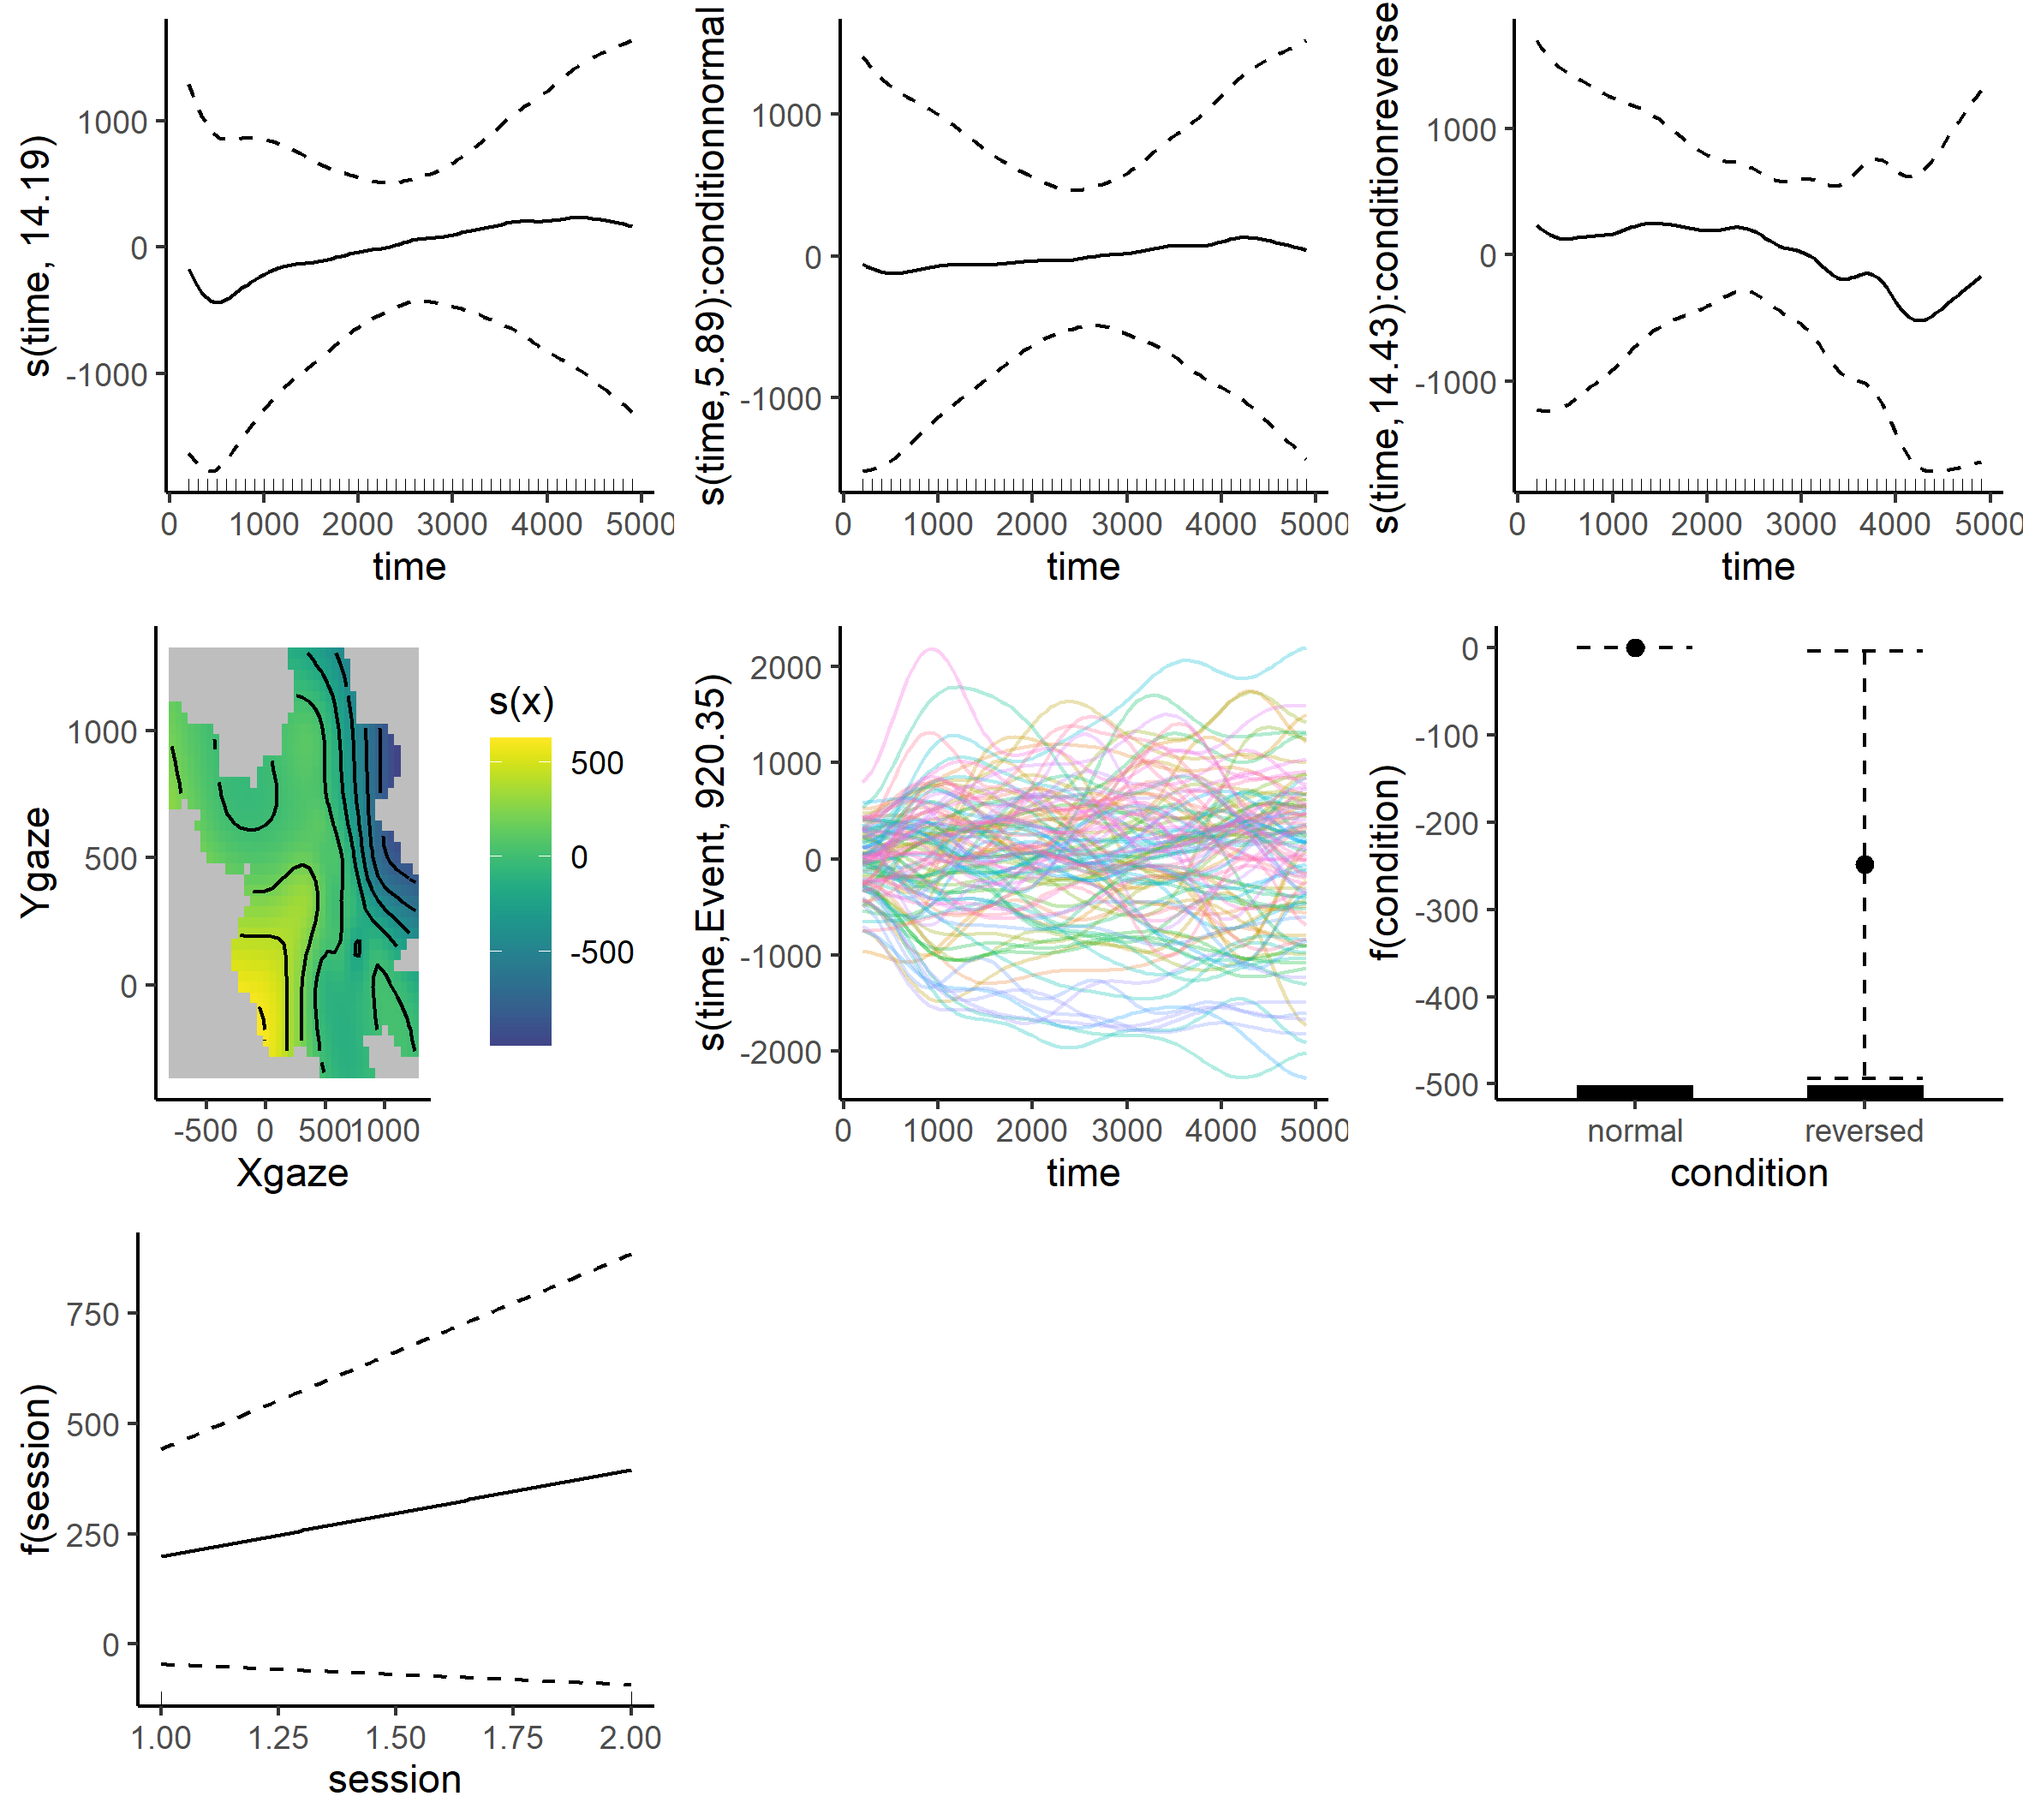 s(time, 14.19)
1000
0
-1000
0 1000 2000 3000 4000 5000
time
s(time,5.89):conditionnormal
1000
0
-1000
0 1000 2000 3000 4000 5000
time
s(time,14.43):conditionreverse
1000
0
-1000
0 1000 2000 3000 4000 5000
time
Ygaze
1000
500
0
-500 0 500 1000
Xgaze
s(x)
500
0
-500
s(time,Event, 920.35)
2000
1000
0
-1000
-2000
0 1000 2000 3000 4000 5000
time
f(condition)
0
-100
-200
-300
-400
-500
normal reversed
condition
f(session)
750
500
250
0
1.00 1.25 1.50 1.75 2.00
session